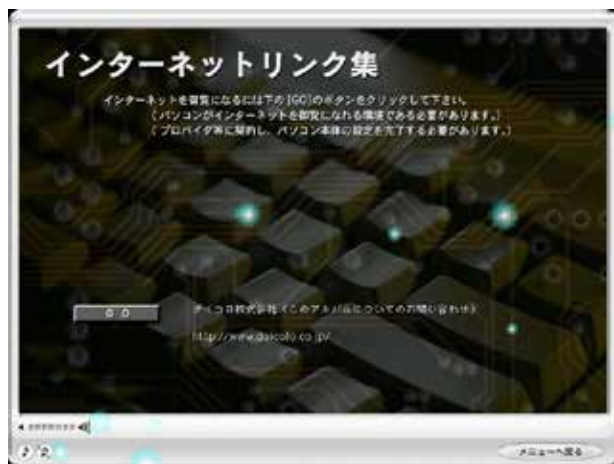 インターネットリンク集
インターネットを御覧になるには下の[GO]のボタンをクリックして下さい。
(パソコンがインターネットを御覧になれる環境である必要があります。)
(プロバイダ等に契約し、パソコン本体の設定を完了する必要があります。)
GO
ダイコロ株式会社(このアルバムについてのお問い合わせ)
http://www.daicolo.co.jp/
メニューへ戻る